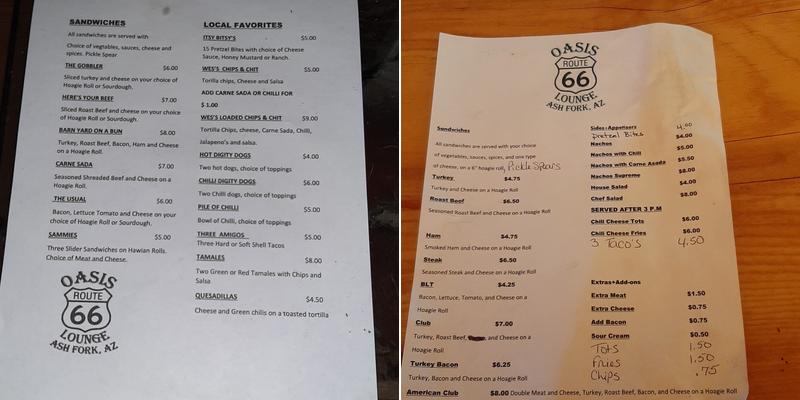 SANDWICHES
All sandwiches are served with
Choice of vegtables, sauces, cheese and
spices. Pickle Spear
THE GOBBLER $6.00
Sliced turkey and cheese on your choice of
Hoagie Roll or Sourdough.
HERE'S YOUR BEEF $7.00
Sliced Roast Beef and cheese on your choice
of Hoagie Roll or Sourdough.
BARN YARD ON A BUN $8.00
Turkey, Roast Beef, Bacon, Ham and Cheese
on a Hoagie Roll.
CARNE SADA $7.00
Seasoned Shredded Beef and Cheese on a
Hoagie Roll.
THE USUAL $6.00
Bacon, Lettuce Tomato and Cheese on your
choice of Hoagie Roll or Sourdough.
SAMMIES $5.00
Three Slider Sandwiches on Hawian Rolls.
Choice of Meat and Cheese.
OASIS
ROUTE
66
LOUNGE
ASH FORK, AZ
LOCAL FAVORITES
ITSY BITSY'S $5.00
15 Pretzel Bites with choice of Cheese
Sauce, Honey Mustard or Ranch.
WES'S CHIPS & CHIT $5.00
Torilla chips, Cheese and Salsa
ADD CARNE SADA OR CHILLI FOR
$ 1.00
WES'S LOADED CHIPS & CHIT $9.00
Tortilla Chips, cheese, Carne Sada, Chilli,
Jalapeno's and salsa.
HOT DIGITY DOGS $4.00
Two hot dogs, choice of toppings
CHILLI DIGITY DOGS $6.00
Two Chilli dogs, choice of toppings
PILE OF CHILLI $5.00
Bowl of Chilli, choice of toppings
THREE AMIGOS $5.00
Three Hard or Soft Shell Tacos
TAMALES $8.00
Two Green or Red Tamales with Chips and
Salsa
QUESADILLAS $4.50
Cheese and Green chilis on a toasted tortilla
OASIS
ROUTE
66
LOUNGE
ASH FORK, AZ
Sandwiches
All sandwiches are served with your choice
of vegetables, sauces, spices, and one type
of cheese, on a 6" hoagie roll, Pickle Spears
Turkey $4.75
Turkey and Cheese on a Hoagie Roll
Roast Beef $6.50
Seasoned Roast Beef and Cheese on a Hoagie Roll
Ham $4.75
Smoked Ham and Cheese on a Hoagie Roll
Steak $6.50
Seasoned Steak and Cheese on a Hoagie Roll
BLT $4.25
Bacon, Lettuce, Tomato, and Cheese on a
Hoagie Roll
Club $7.00
Turkey, Roast Beef, and Cheese on a
Hoagie Roll
Turkey Bacon $6.25
Turkey, Bacon and Cheese on a Hoagie Roll
American Club $8.00 Double Meat and Cheese, Turkey, Roast Beef, Bacon, and Cheese on a Hoagie Roll
Sides+Appetizers
Pretzel Bites
Nachos $4.00
Nachos with Chili $5.00
Nachos with Carne Asada $5.50
Nachos Supreme $8.00
House Salad $4.00
Chef Salad $8.00
SERVED AFTER 3 P.M
Chili Cheese Tots $6.00
Chili Cheese Fries $6.00
3 Taco's 4.50
Extras+Add-ons
Extra Meat $1.50
Extra Cheese $0.75
Add Bacon $0.75
Sour Cream $0.50
Tots 1.50
Fries 1.50
Chips .75